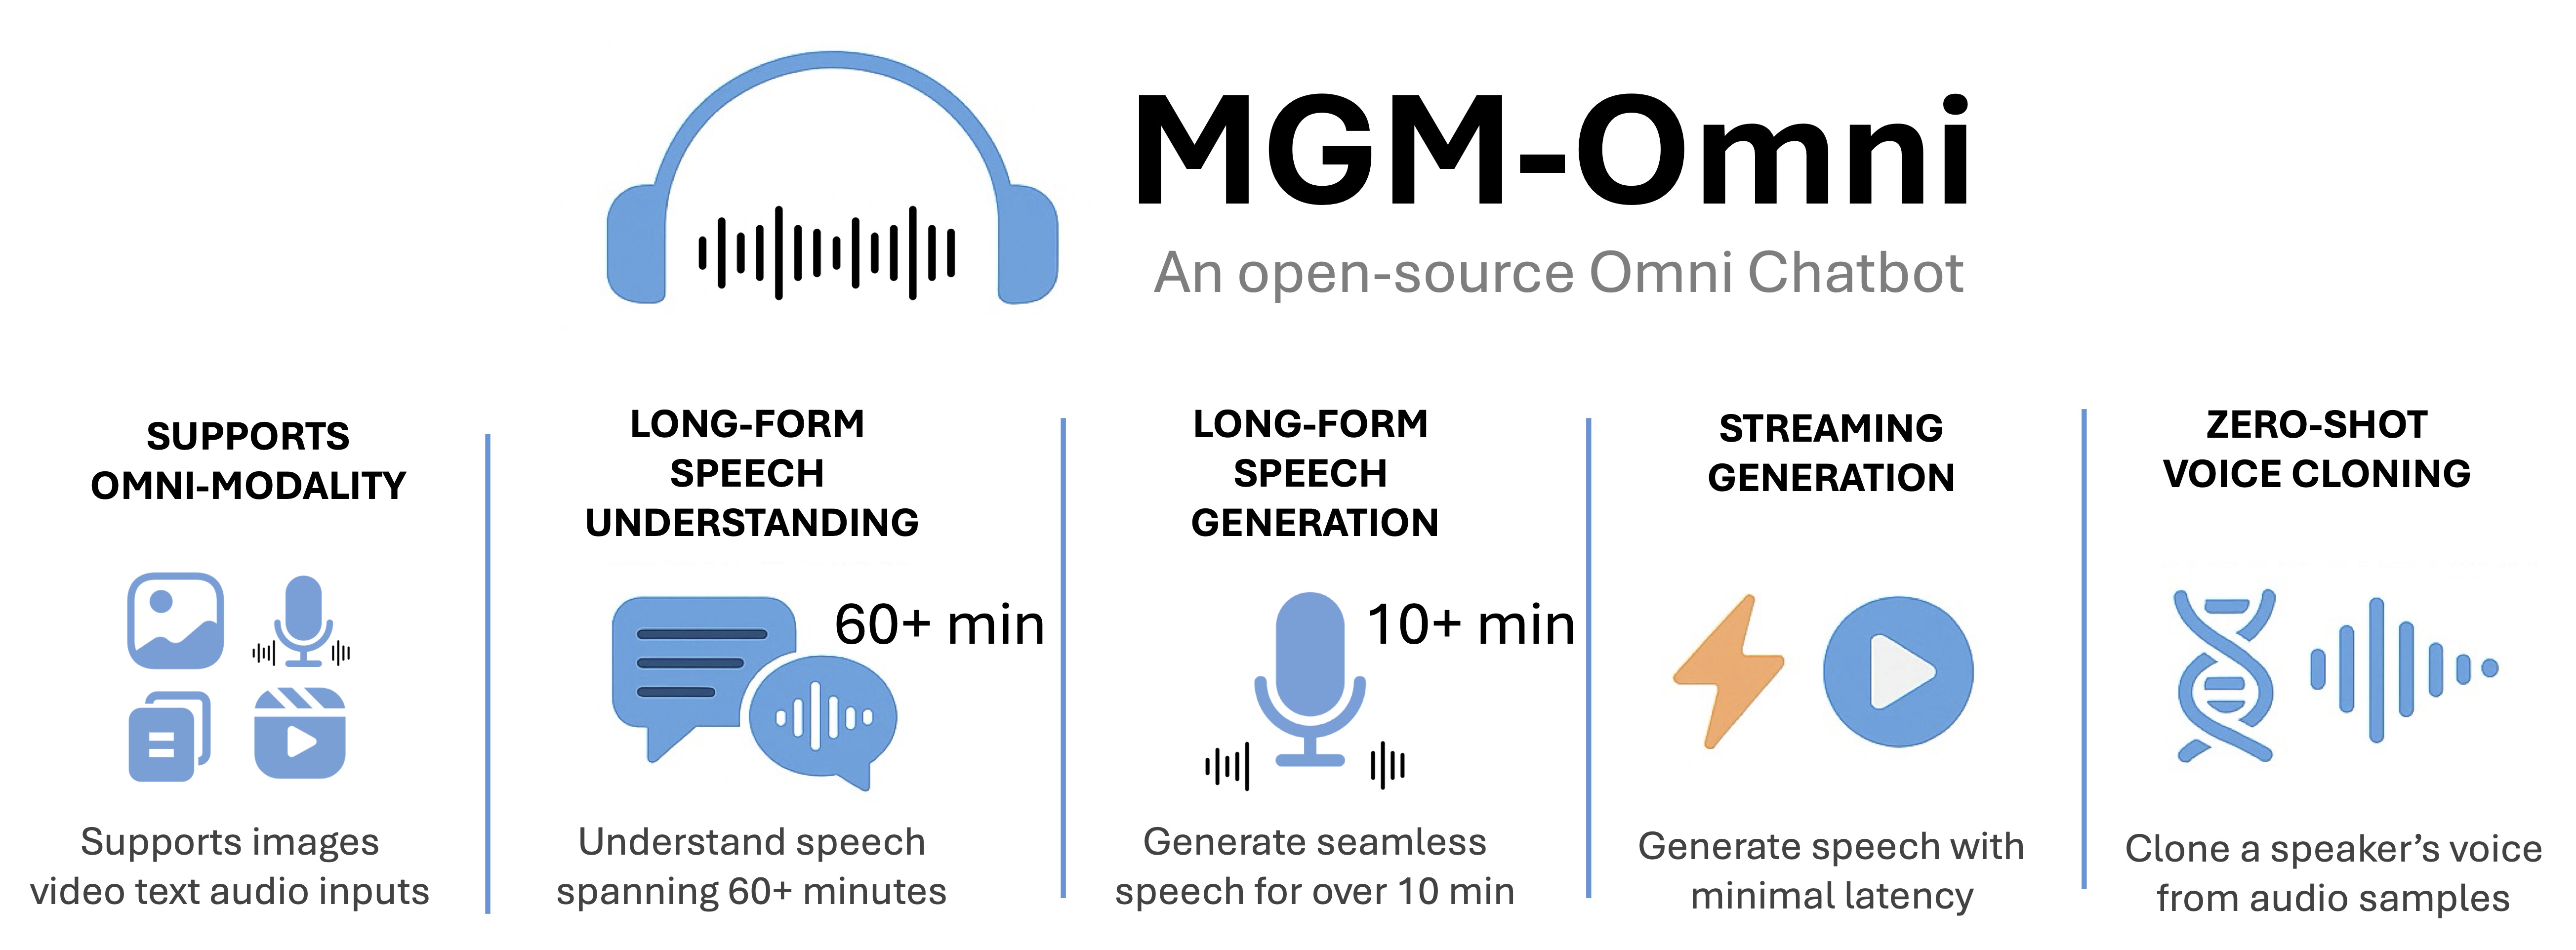 MGM-Omni
An open-source Omni Chatbot
SUPPORTS
OMNI-MODALITY
Supports images
video text audio inputs
LONG-FORM
SPEECH
UNDERSTANDING
60+ min
Understand speech
spanning 60+ minutes
LONG-FORM
SPEECH
GENERATION
10+ min
Generate seamless
speech for over 10 min
STREAMING
GENERATION
Generate speech with
minimal latency
ZERO-SHOT
VOICE CLONING
Clone a speaker’s voice
from audio samples